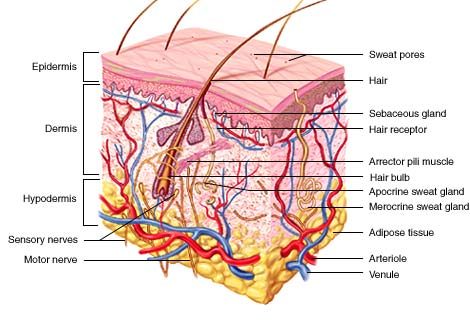 Epidermis
Dermis
Hypodermis
Sensory nerves
Motor nerve
Sweat pores
Hair
Sebaceous gland
Hair receptor
Arrector pili muscle
Hair bulb
Apocrine sweat gland
Merocrine sweat gland
Adipose tissue
Arteriole
Venule